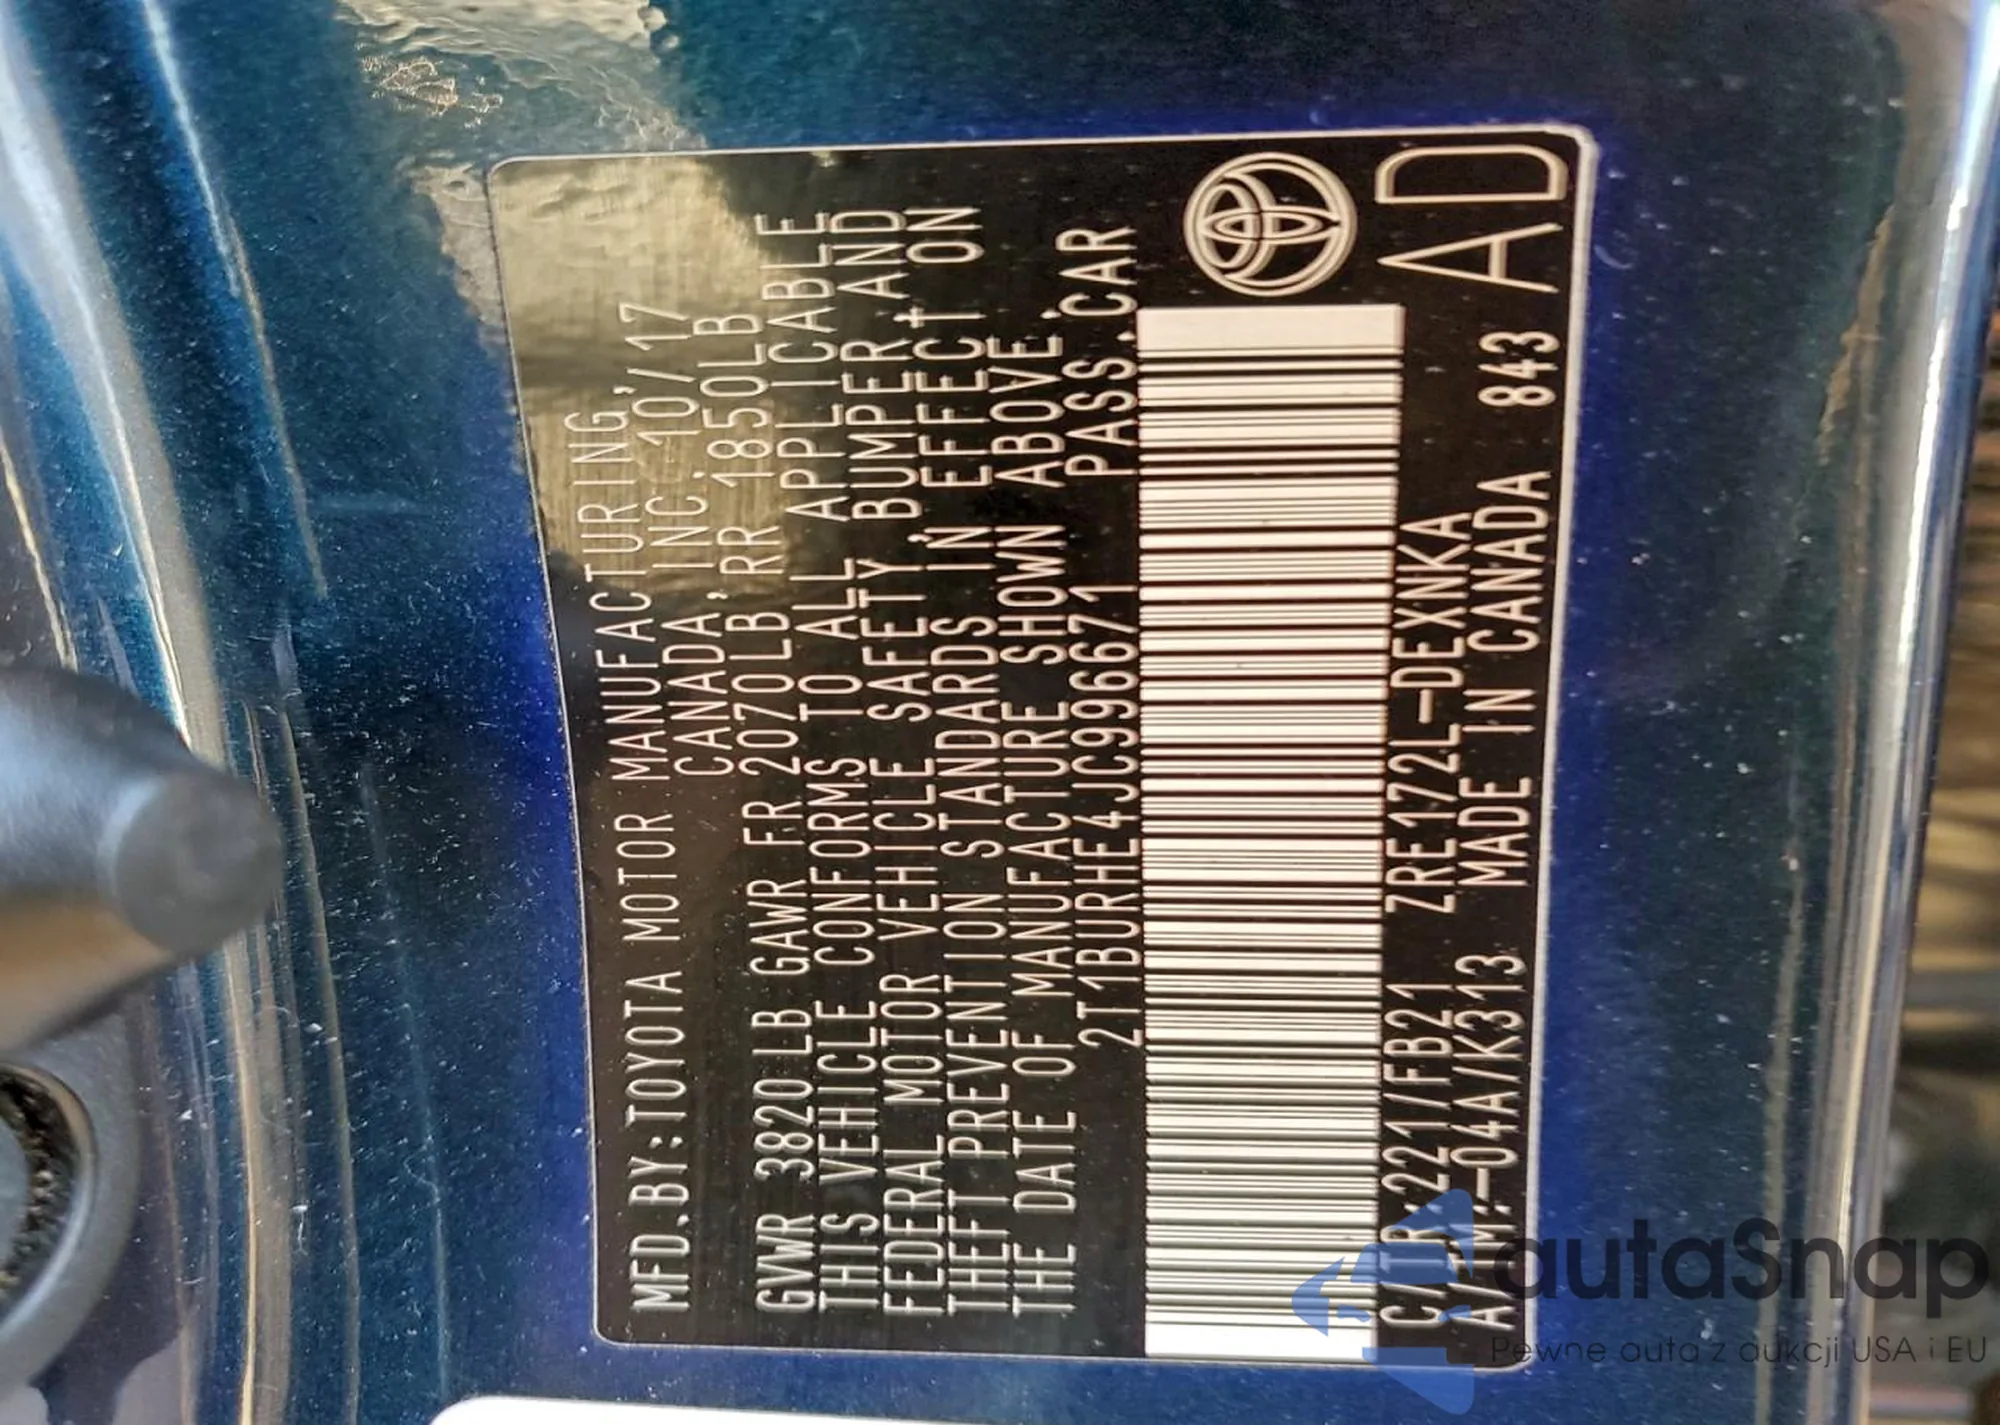 MFD.BY:TOYOTA MOTOR MANUFACTURING,
CANADA, INC. 10/17
GVWR 3820 LB GAWR FR 2070LB, RR 1850LB
THIS VEHICLE CONFORMS TO ALL APPLICABLE
FEDERAL MOTOR VEHICLE SAFETY BUMPER, AND
THEFT PREVENTION STANDARDS IN EFFECT ON
THE DATE OF MANUFACTURE SHOWN ABOVE.
2T1BURHE4JC996671 PASS.CAR
C/TR:221/FB21 ZRE172L-DEXNKA
A/TM:-04A/K313 MADE IN CANADA 843
AD
autaSnap
Pewne auta z aukcji USA i EU